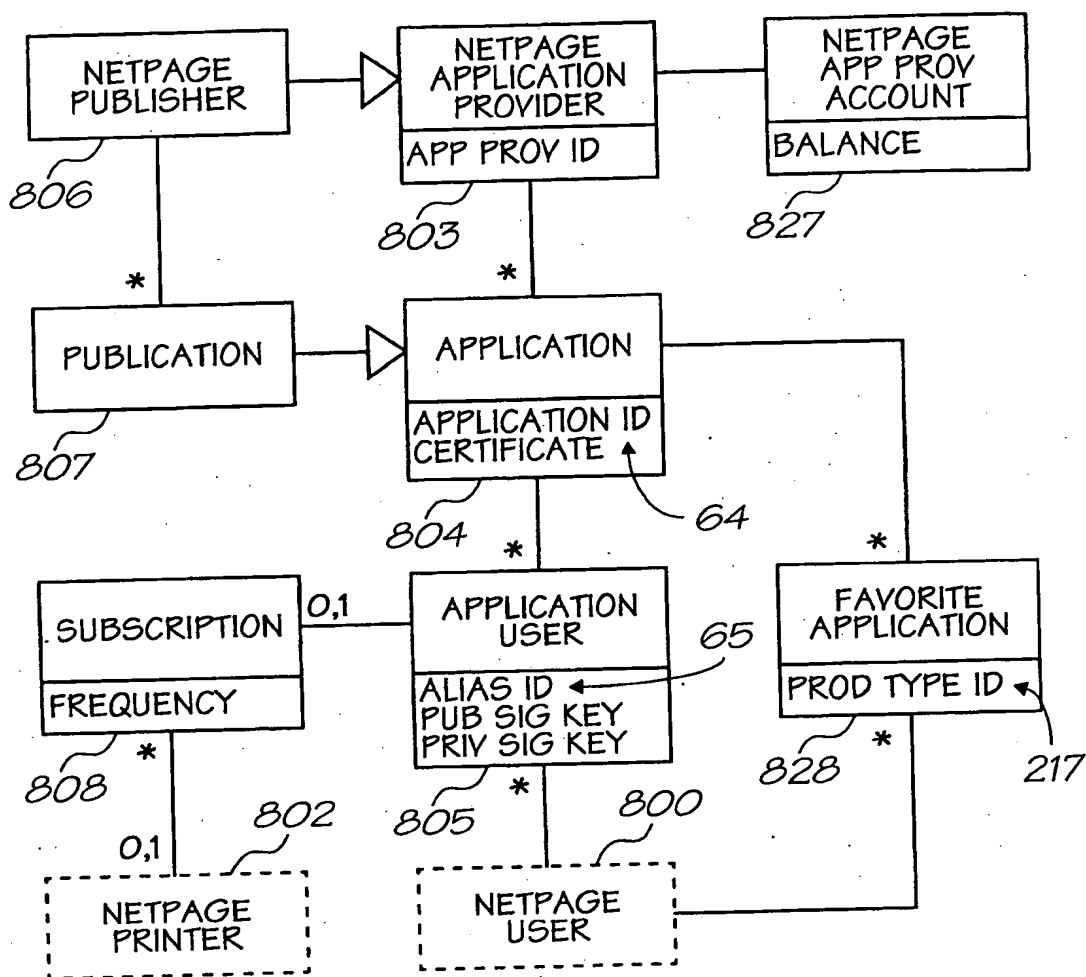 NETPAGE
PUBLISHER
806
NETPAGE
APPLICATION
PROVIDER
APP PROV ID
803
NETPAGE
APP PROV
ACCOUNT
BALANCE
827
*
*
PUBLICATION
807
APPLICATION
APPLICATION ID
CERTIFICATE
804
64
*
*
SUBSCRIPTION
FREQUENCY
808
0,1
APPLICATION
USER
ALIAS ID
PUB SIG KEY
PRIV SIG KEY
805
65
FAVORITE
APPLICATION
PROD TYPE ID
828
217
*
*
*
0,1
802
800
NETPAGE
PRINTER
NETPAGE
USER